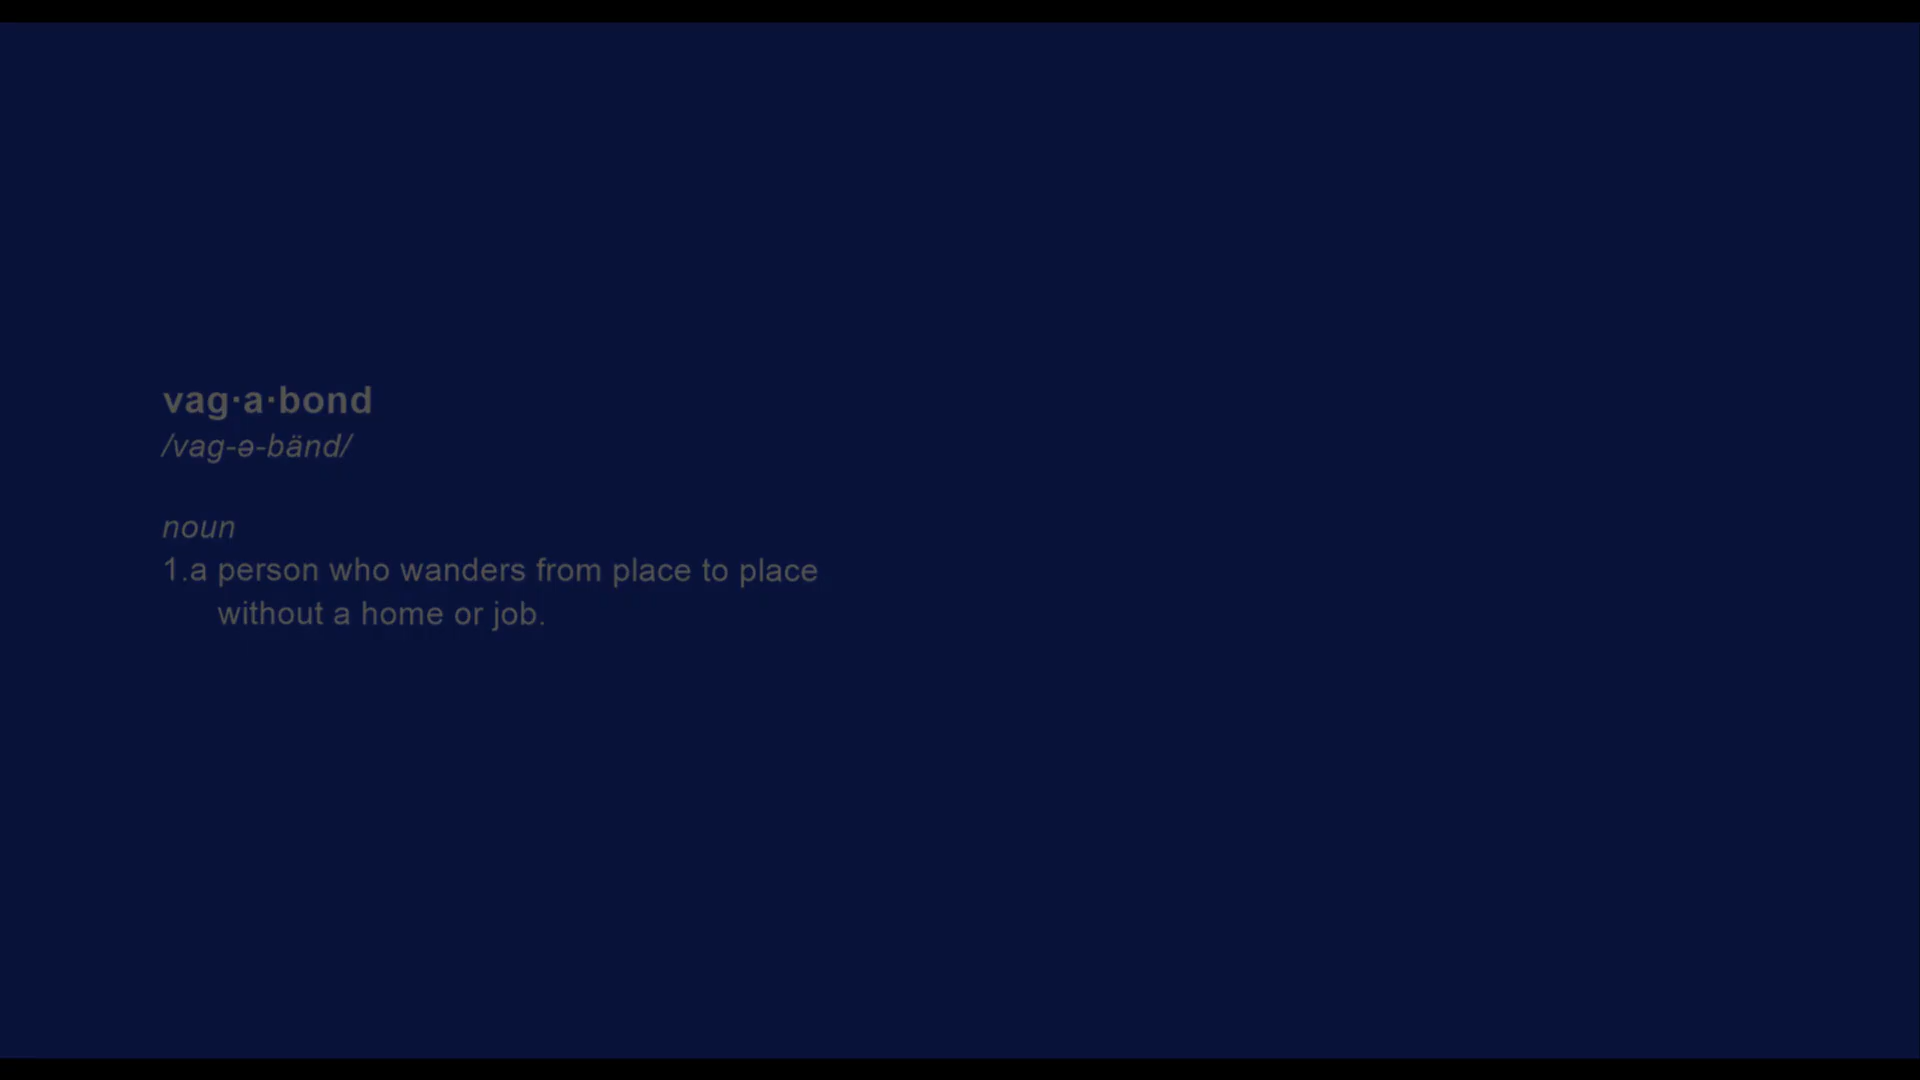 vag·a·bond
/vag-ə-bänd/
noun
1.a person who wanders from place to place
without a home or job.